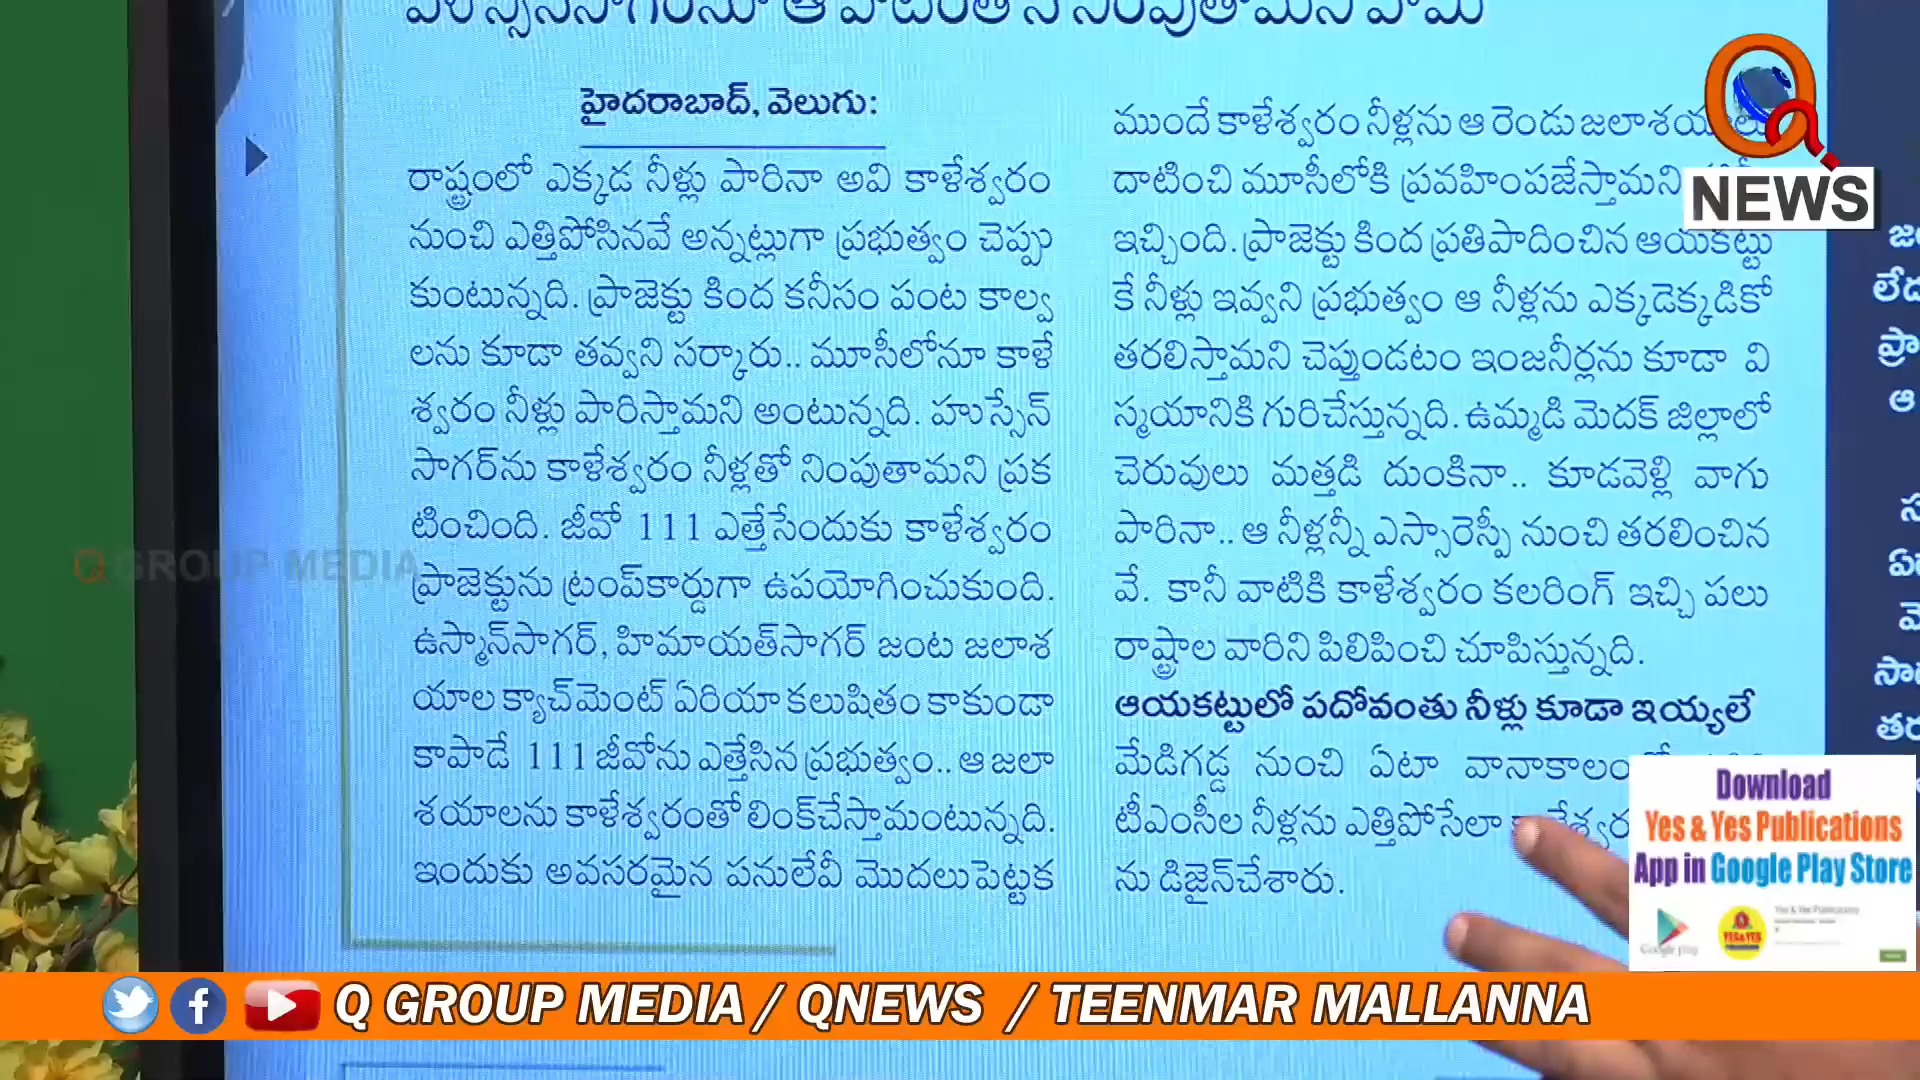 హైదరాబాద్, వెలుగు:
రాష్ట్రంలో ఎక్కడ నీళ్లు పారినా అవి కాళేశ్వరం
నుంచి ఎత్తిపోసినవే అన్నట్లుగా ప్రభుత్వం చెప్పు
కుంటున్నది. ప్రాజెక్టు కింద కనీసం పంట కాల్వ
లను కూడా తవ్వని సర్కారు.. మూసీలోనూ కాళే
శ్వరం నీళ్లు పారిస్తామని అంటున్నది. హుస్సేన్
సాగర్‌ను కాళేశ్వరం నీళ్లతో నింపుతామని ప్రక
టించింది. జీవో 111 ఎత్తేసేందుకు కాళేశ్వరం
ప్రాజెక్టును ట్రంప్‌కార్డుగా ఉపయోగించుకుంది.
ఉస్మాన్‌సాగర్, హిమాయత్‌సాగర్ జంట జలాశ
యాల క్యాచ్‌మెంట్ ఏరియా కలుషితం కాకుండా
కాపాడే 111 జీవోను ఎత్తేసిన ప్రభుత్వం.. ఆ జలా
శయాలను కాళేశ్వరంతో లింక్‌చేస్తామంటున్నది.
ఇందుకు అవసరమైన పనులేవీ మొదలుపెట్టక
ముందే కాళేశ్వరం నీళ్లను ఆ రెండు
దాటించి మూసీలోకి ప్రవహింపజేస్తామని
ఇచ్చింది. ప్రాజెక్టు కింద ప్రతిపాదించిన ఆయకట్టు
కే నీళ్లు ఇవ్వని ప్రభుత్వం ఆ నీళ్లను ఎక్కడెక్కడికో
తరలిస్తామని చెప్తుండటం ఇంజనీర్లను కూడా వి
స్మయానికి గురిచేస్తున్నది. ఉమ్మడి మెదక్ జిల్లాలో
చెరువులు మత్తడి దుంకినా.. కూడవెళ్లి వాగు
పారినా.. ఆ నీళ్లన్నీ ఎస్సారెస్పీ నుంచి తరలించిన
వే. కానీ వాటికి కాళేశ్వరం కలరింగ్ ఇచ్చి పలు
రాష్ట్రాల వారిని పిలిపించి చూపిస్తున్నది.
ఆయకట్టులో పదోవంతు నీళ్లు కూడా ఇయ్యలే
మేడిగడ్డ నుంచి ఏటా వానాకాలం
టీఎంసీల నీళ్లను ఎత్తిపోసేలా
ను డిజైన్‌చేశారు.
Q NEWS
Q GROUP MEDIA
Download
Yes & Yes Publications
App in Google Play Store
Google play
Q GROUP MEDIA / QNEWS / TEENMAR MALLANNA